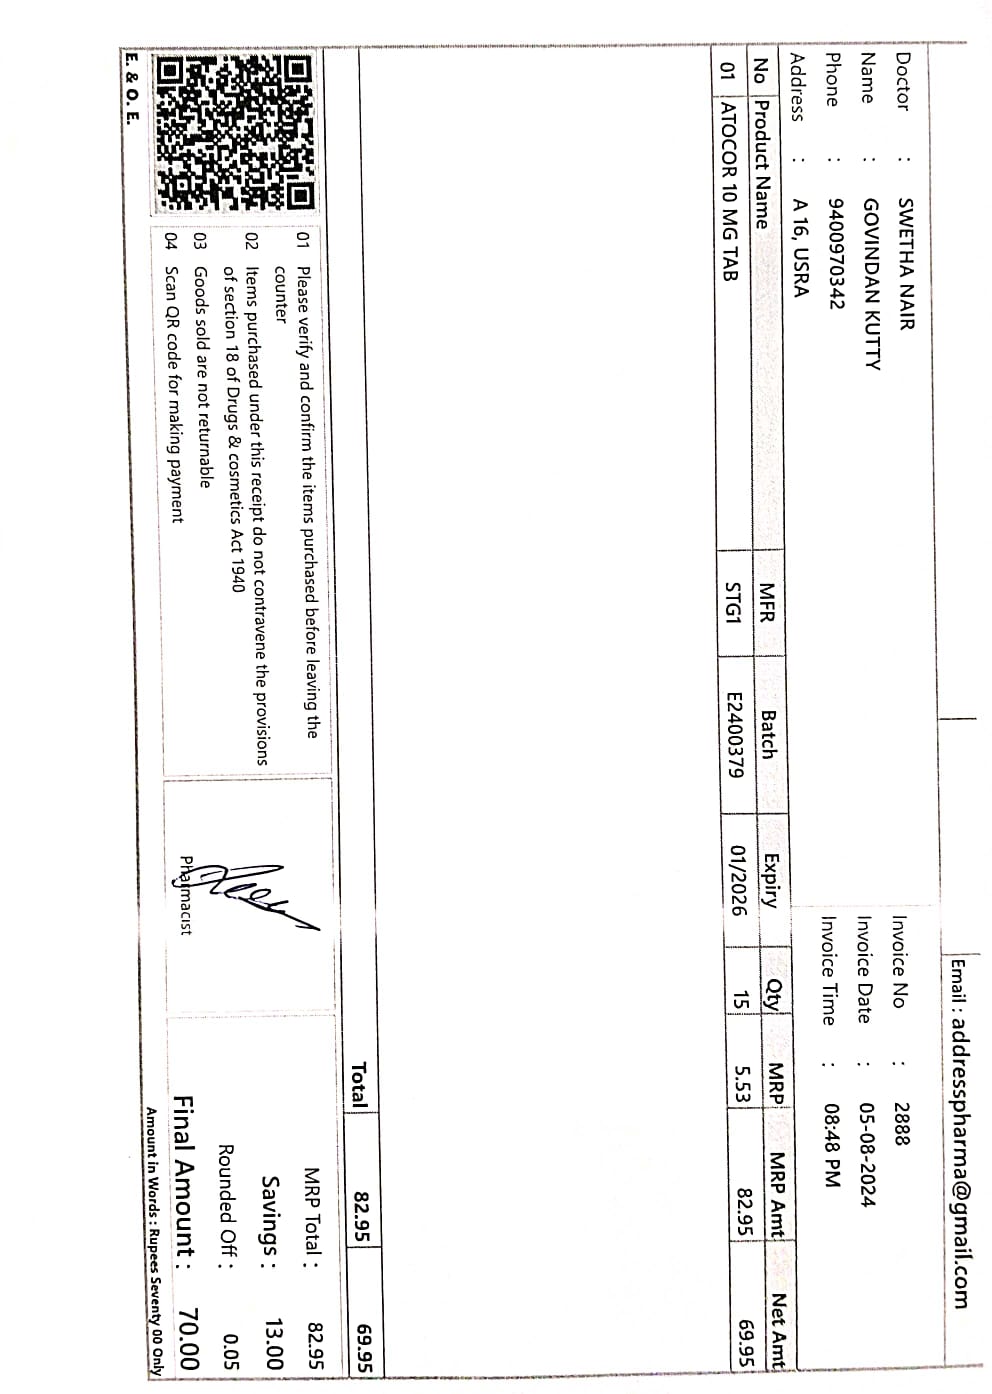 Email : addresspharma@gmail.com
Doctor : SWETHA NAIR
Name : GOVINDAN KUTTY
Phone : 9400970342
Address : A 16, USRA
Invoice No : 2888
Invoice Date : 05-08-2024
Invoice Time : 08:48 PM
No Product Name MFR Batch Expiry Qty MRP MRP Amt Net Amt
01 ATOCOR 10 MG TAB STG1 E2400379 01/2026 15 5.53 82.95 69.95
Total 82.95 69.95
01 Please verify and confirm the items purchased before leaving the
counter
02 Items purchased under this receipt do not contravene the provisions
of section 18 of Drugs & cosmetics Act 1940
03 Goods sold are not returnable
04 Scan QR code for making payment
E. & O. E.
Pharmacist
MRP Total : 82.95
Savings : 13.00
Rounded Off : 0.05
Final Amount : 70.00
Amount in Words : Rupees Seventy 00 Only